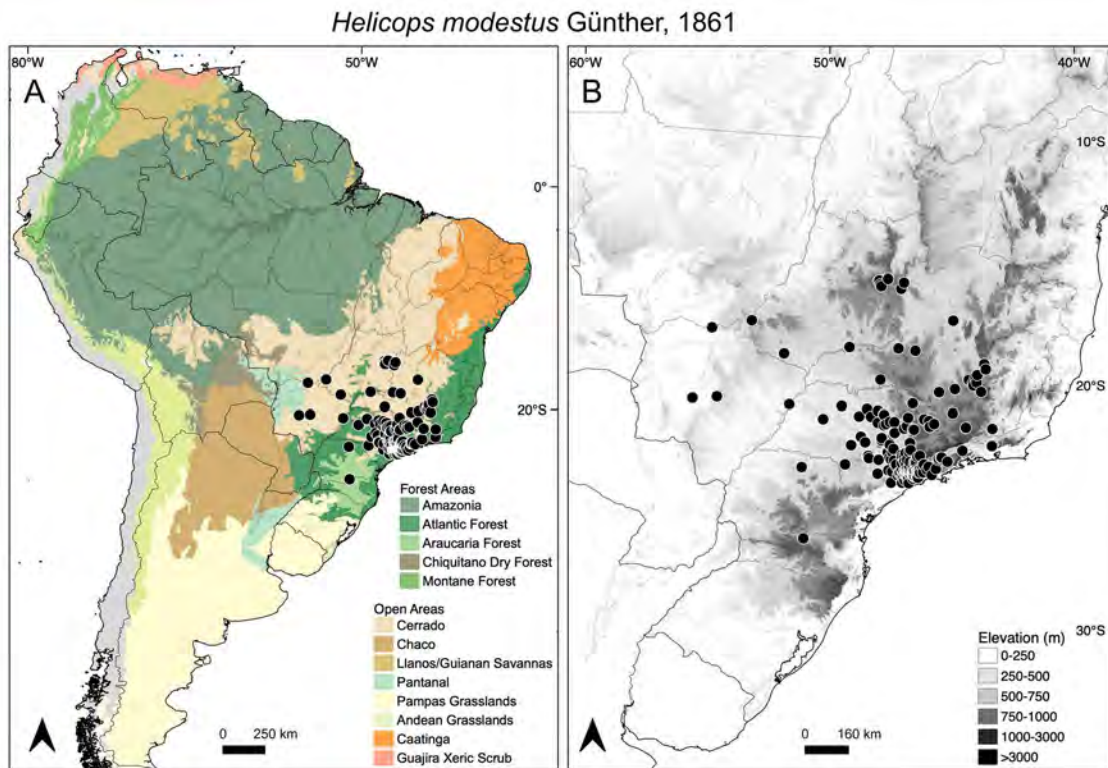 Helicops modestus Günther, 1861
80°W
50°W
A
0°
20°S
Forest Areas
Amazonia
Atlantic Forest
Araucaria Forest
Chiquitano Dry Forest
Montane Forest
Open Areas
Cerrado
Chaco
Llanos/Guianan Savannas
Pantanal
Pampas Grasslands
Andean Grasslands
Caatinga
Guajira Xeric Scrub
0 250 km
60°W
50°W
40°W
B
10°S
20°S
30°S
Elevation (m)
0-250
250-500
500-750
750-1000
1000-3000
>3000
0 160 km